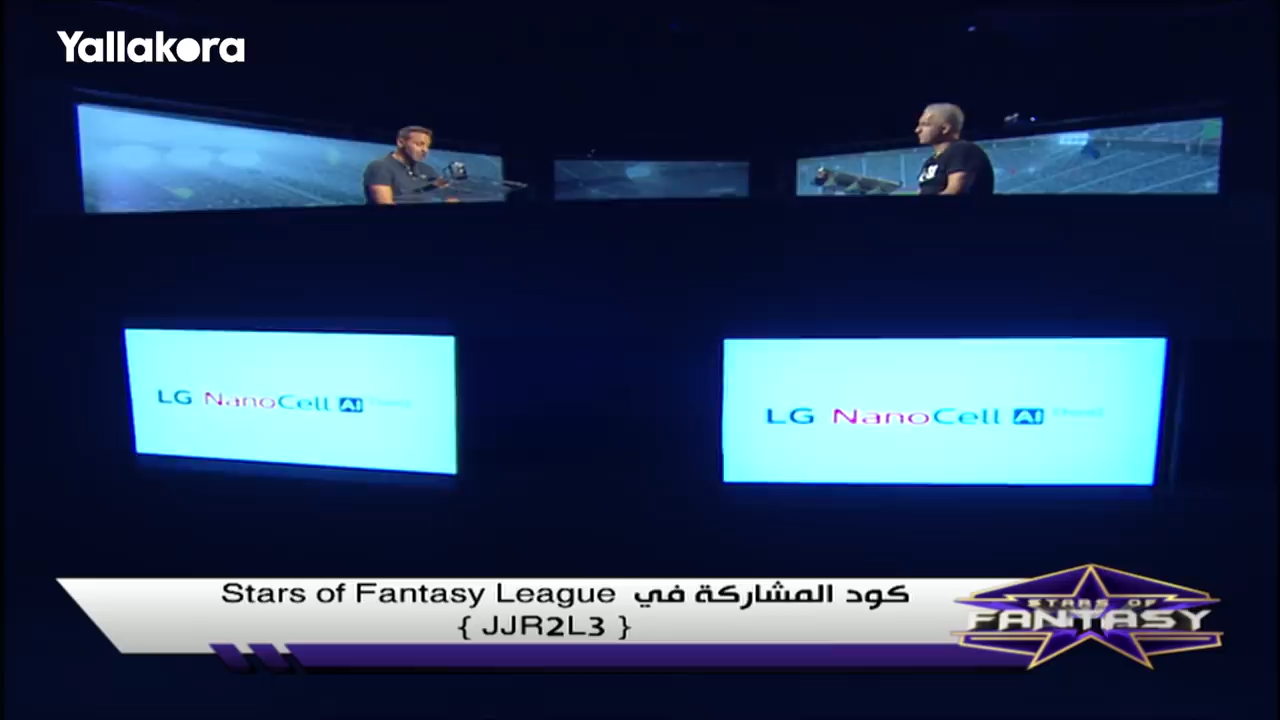 Yallakora
LG NanoCell AI
LG NanoCell AI
كود المشاركة في Stars of Fantasy League
{ JJR2L3 }
STARS OF
FANTASY